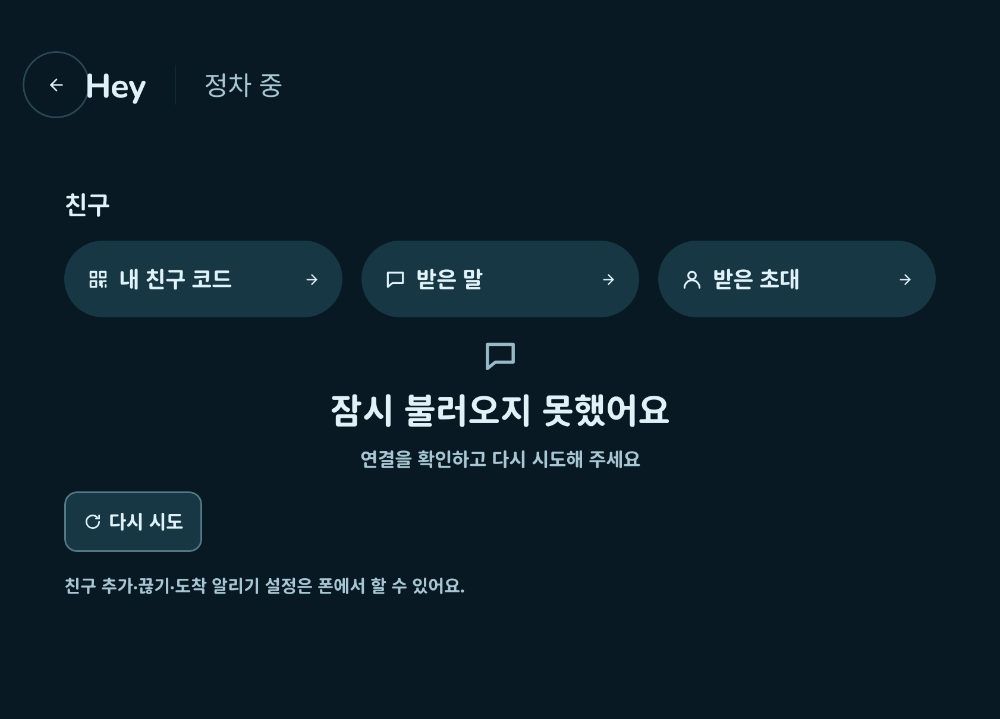 Hey
정차 중
친구
내 친구 코드
받은 말
받은 초대
잠시 불러오지 못했어요
연결을 확인하고 다시 시도해 주세요
다시 시도
친구 추가·끊기·도착 알리기 설정은 폰에서 할 수 있어요.